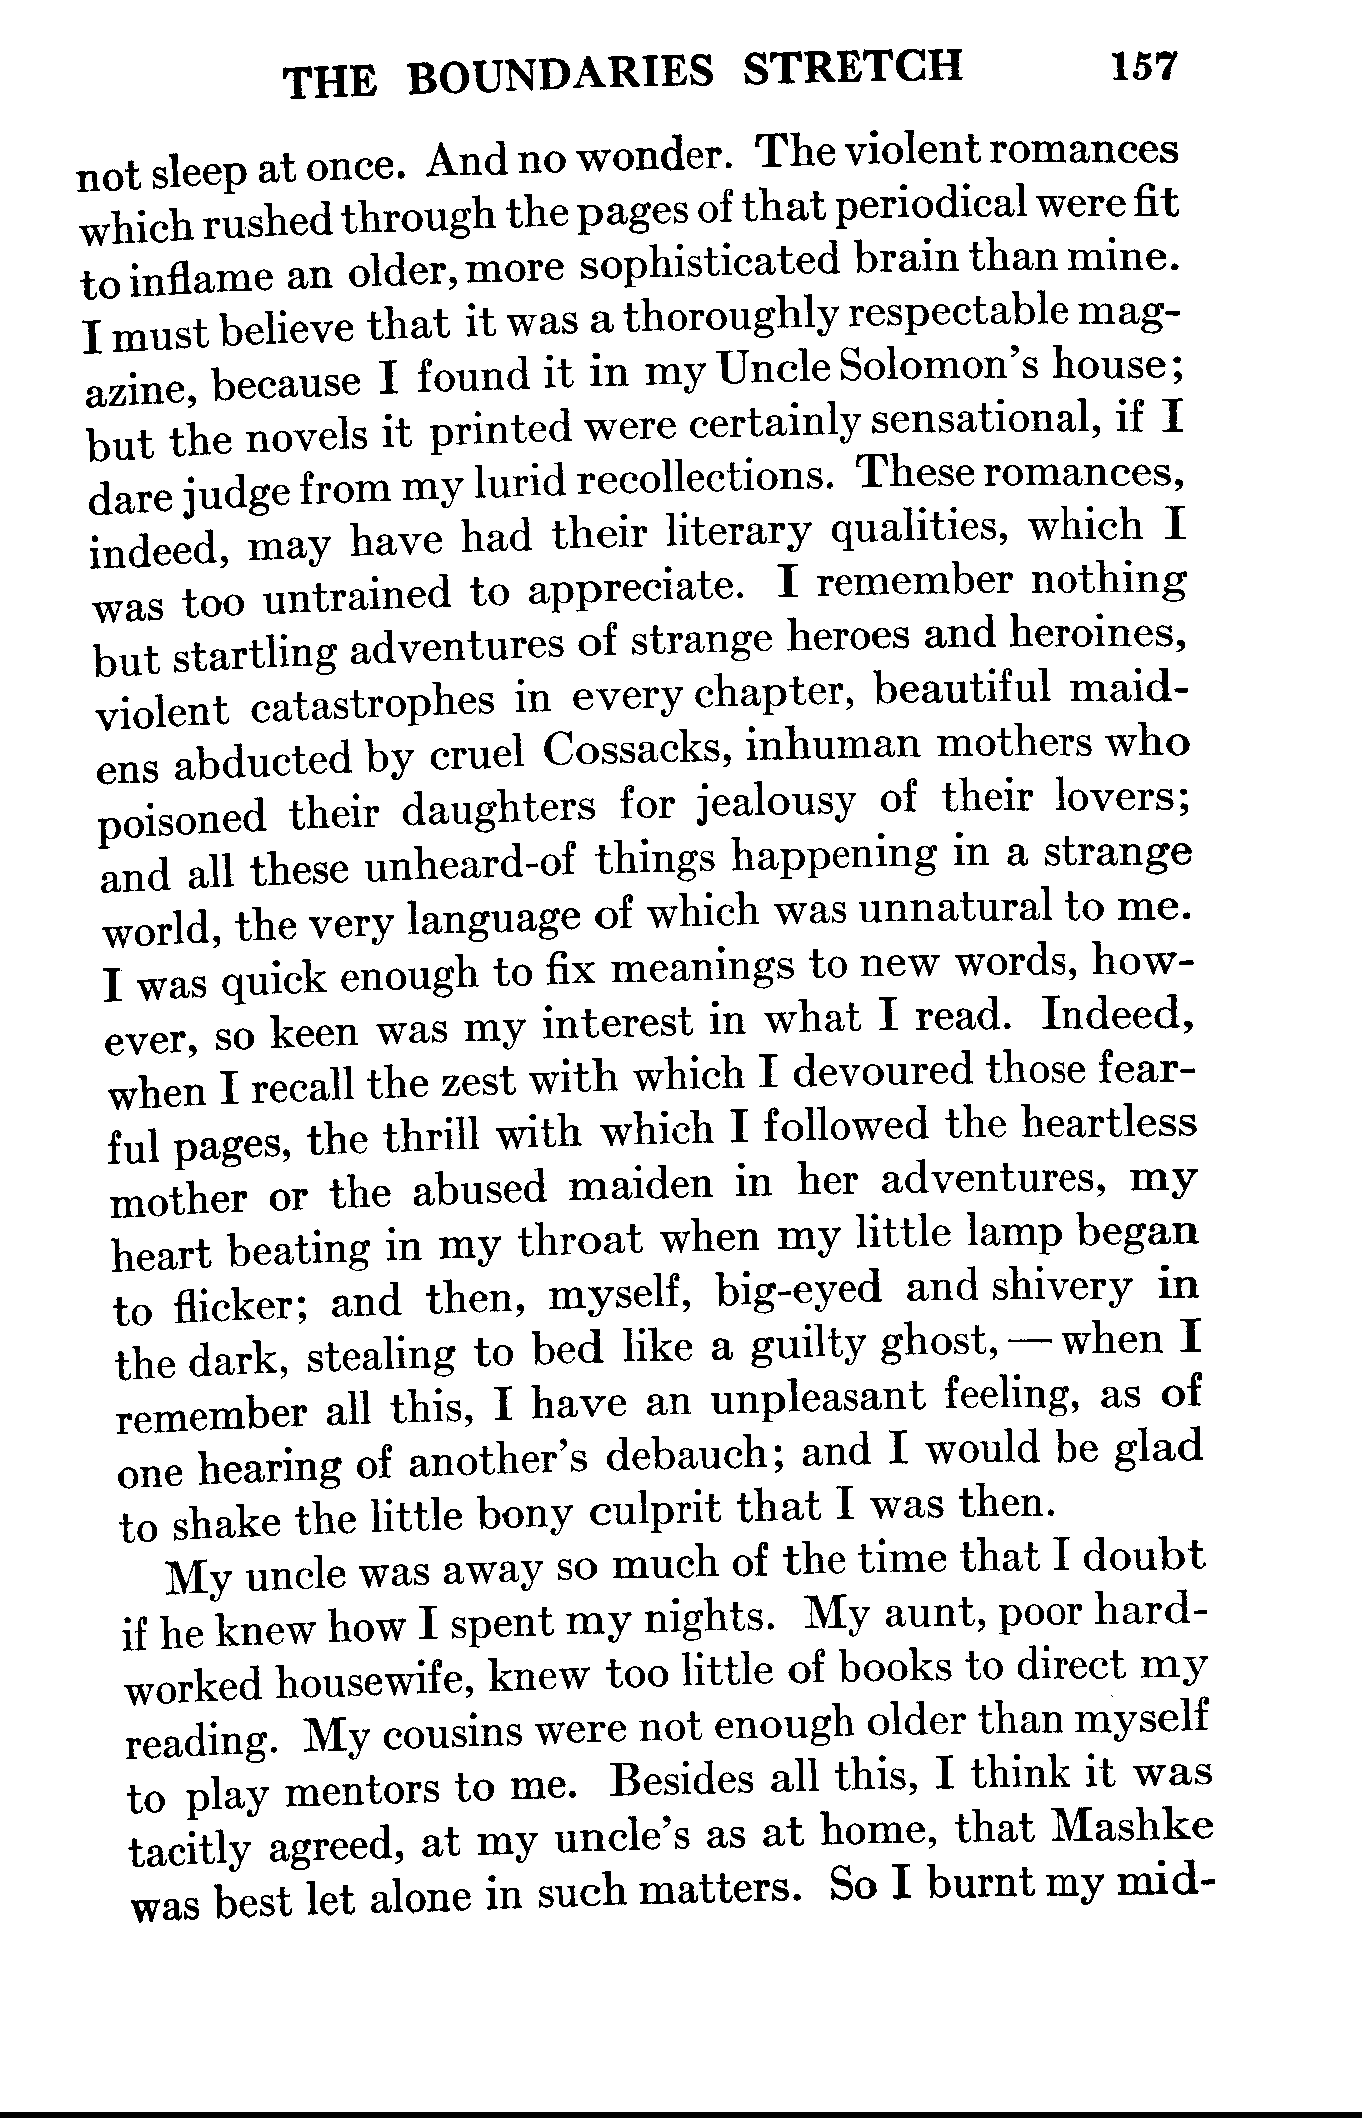 THE BOUNDARIES STRETCH 157
not sleep at once. And no wonder. The violent romances
which rushed through the pages of that periodical were fit
to inflame an older, more sophisticated brain than mine.
I must believe that it was a thoroughly respectable mag-
azine, because I found it in my Uncle Solomon's house;
but the novels it printed were certainly sensational, if I
dare judge from my lurid recollections. These romances,
indeed, may have had their literary qualities, which I
was too untrained to appreciate. I remember nothing
but startling adventures of strange heroes and heroines,
violent catastrophes in every chapter, beautiful maid-
ens abducted by cruel Cossacks, inhuman mothers who
poisoned their daughters for jealousy of their lovers;
and all these unheard-of things happening in a strange
world, the very language of which was unnatural to me.
I was quick enough to fix meanings to new words, how-
ever, so keen was my interest in what I read. Indeed,
when I recall the zest with which I devoured those fear-
ful pages, the thrill with which I followed the heartless
mother or the abused maiden in her adventures, my
heart beating in my throat when my little lamp began
to flicker; and then, myself, big-eyed and shivery in
the dark, stealing to bed like a guilty ghost, — when I
remember all this, I have an unpleasant feeling, as of
one hearing of another's debauch; and I would be glad
to shake the little bony culprit that I was then.
My uncle was away so much of the time that I doubt
if he knew how I spent my nights. My aunt, poor hard-
worked housewife, knew too little of books to direct my
reading. My cousins were not enough older than myself
to play mentors to me. Besides all this, I think it was
tacitly agreed, at my uncle's as at home, that Mashke
was best let alone in such matters. So I burnt my mid-